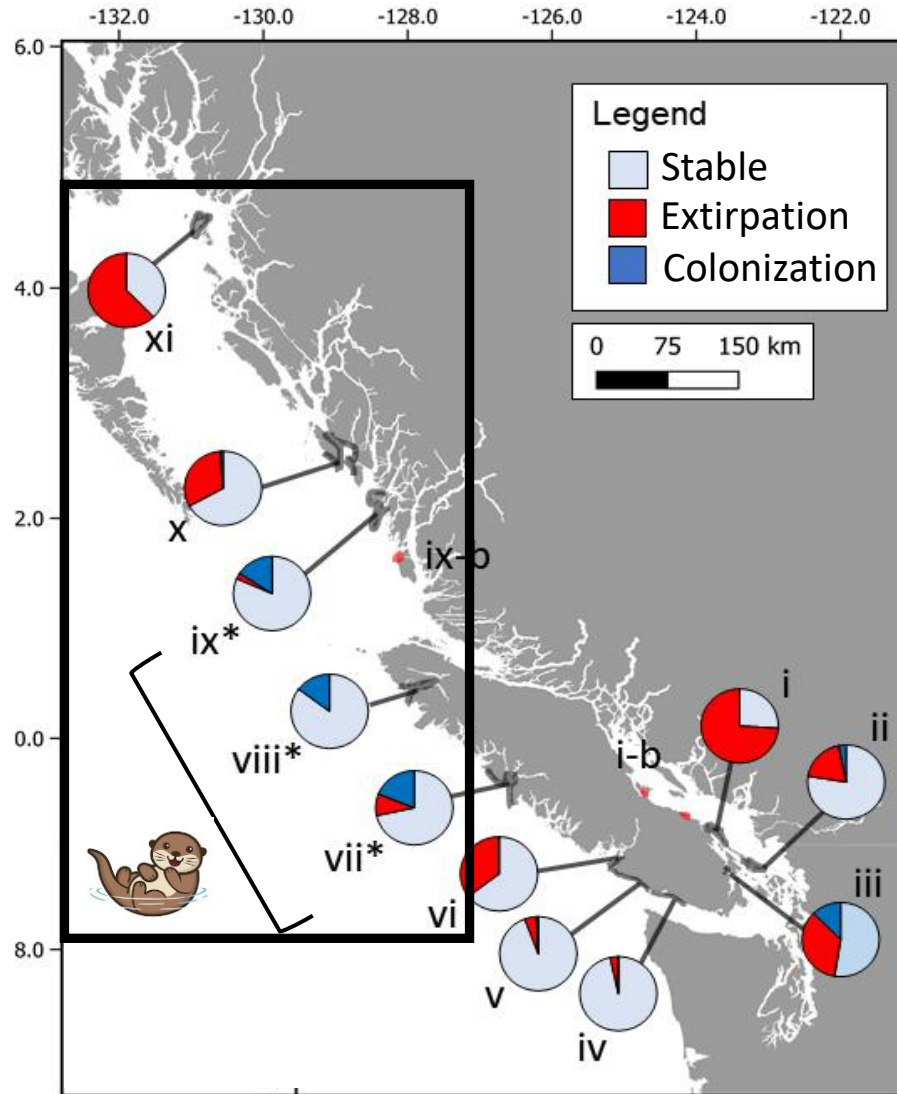 -132.0 -130.0 -128.0 -126.0 -124.0 -122.0
6.0
4.0
2.0
0.0
8.0
Legend
Stable
Extirpation
Colonization
0 75 150 km
xi
x
ix-b
ix*
viii*
i
i-b
ii
vii*
vi
iii
v
iv